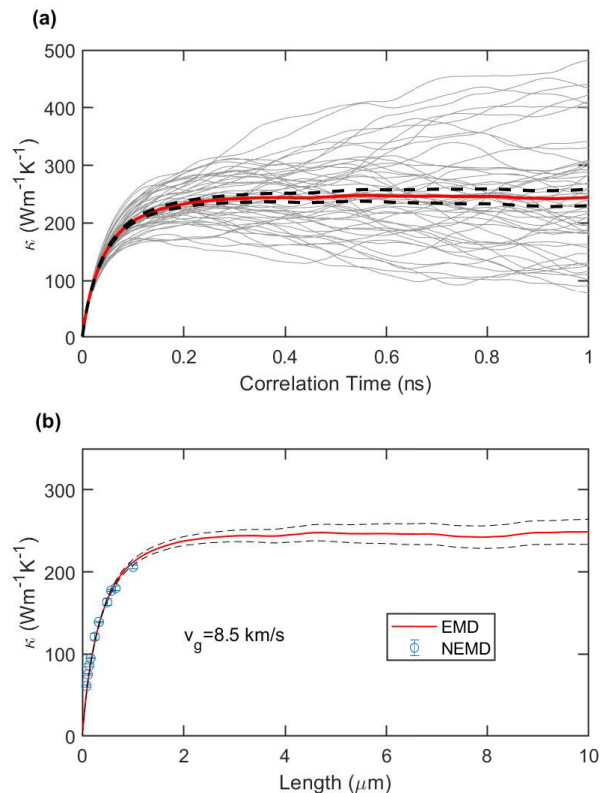 (a)
500
400
300
200
100
0
κ (Wm⁻¹K⁻¹)
0 0.2 0.4 0.6 0.8 1
Correlation Time (ns)
(b)
300
200
100
0
κ (Wm⁻¹K⁻¹)
v_g=8.5 km/s
EMD
NEMD
0 2 4 6 8 10
Length (μm)